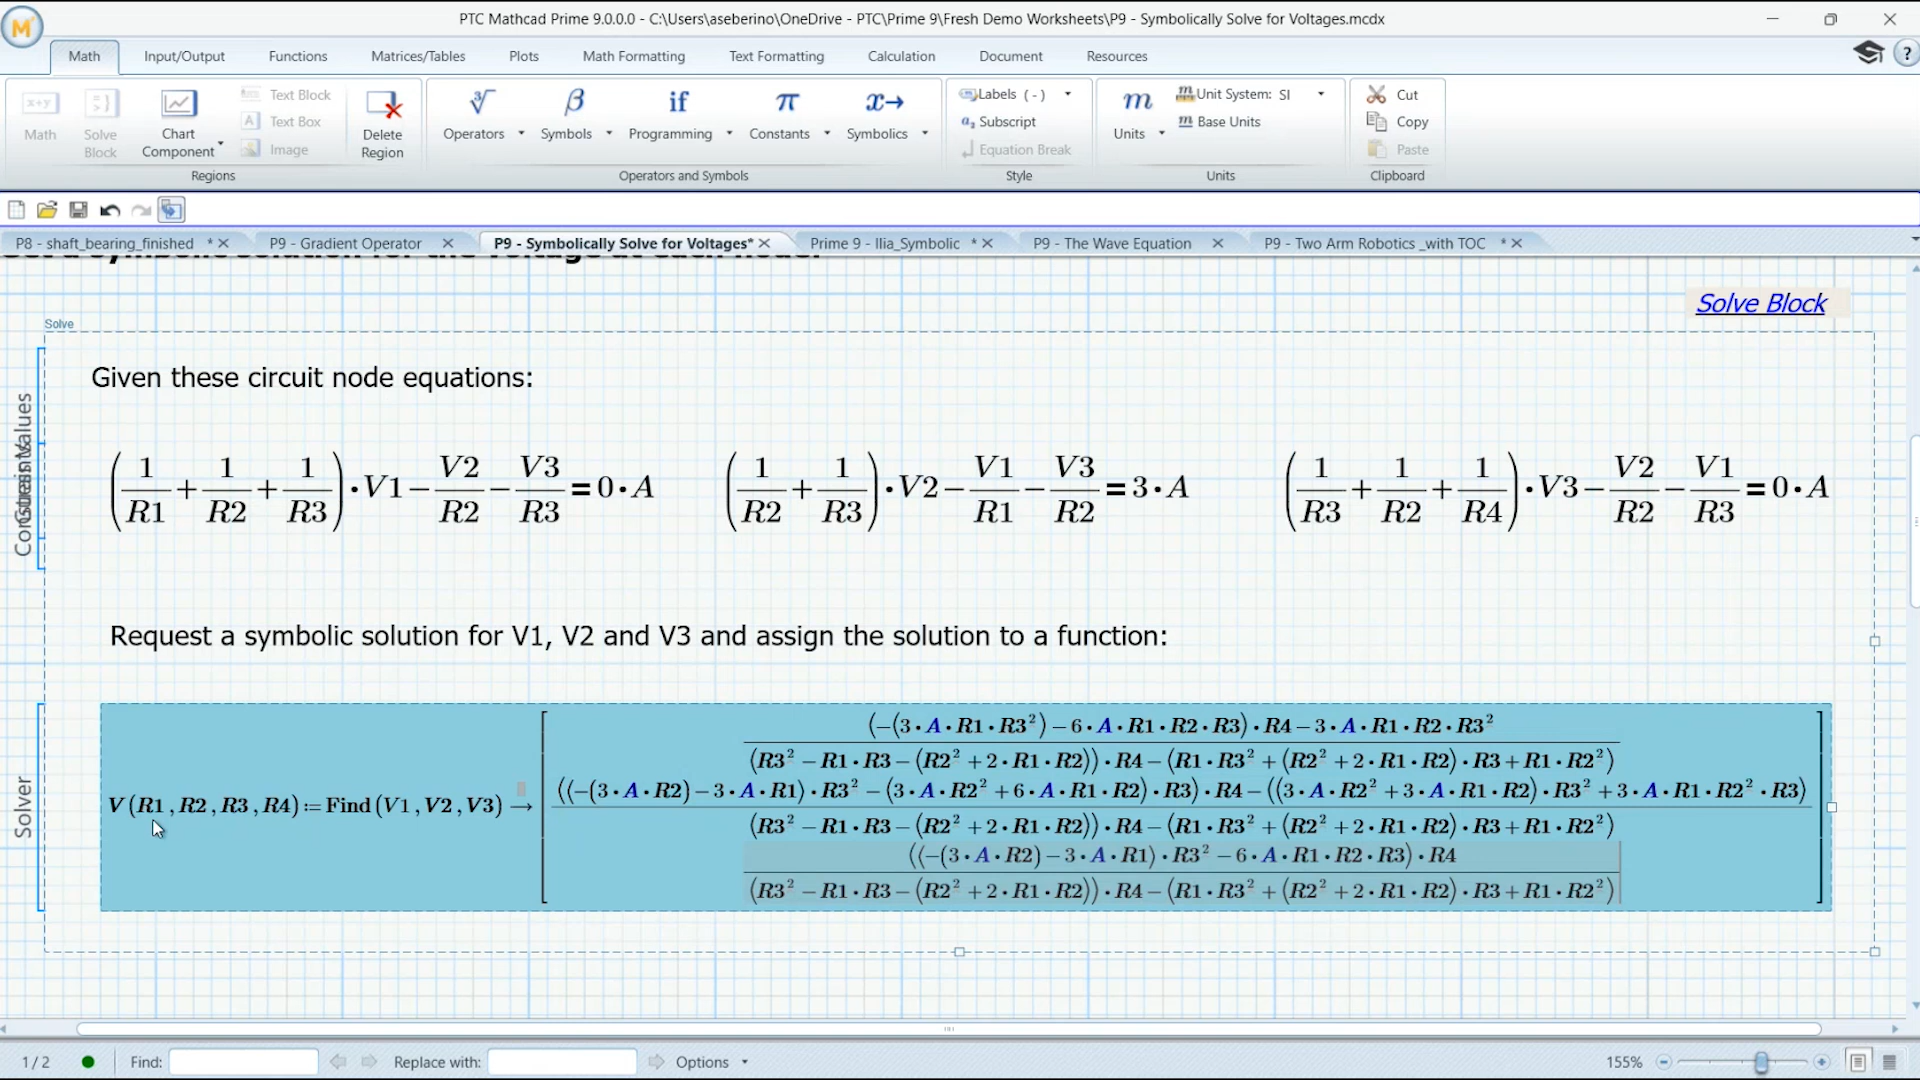 PTC Mathcad Prime 9.0.0.0 - C:\Users\aseberino\OneDrive - PTC\Prime 9\Fresh Demo Worksheets\P9 - Symbolically Solve for Voltages.mcdx
Math Input/Output Functions Matrices/Tables Plots Math Formatting Text Formatting Calculation Document Resources
Math
Solve Block
Chart Component
Text Block
Text Box
Image
Delete Region
Regions
Operators
Symbols
if Programming
π Constants
Symbolics
Operators and Symbols
Labels ( - )
Subscript
Equation Break
Style
Units
Unit System: SI
Base Units
Units
Cut
Copy
Paste
Clipboard
P8 - shaft_bearing_finished *
P9 - Gradient Operator
P9 - Symbolically Solve for Voltages*
Prime 9 - Ilia_Symbolic *
P9 - The Wave Equation
P9 - Two Arm Robotics _with TOC *
Solve Block
Solve
Given these circuit node equations:
(1/R1 + 1/R2 + 1/R3)·V1 − V2/R2 − V3/R3 = 0·A
(1/R2 + 1/R3)·V2 − V1/R1 − V3/R2 = 3·A
(1/R3 + 1/R2 + 1/R4)·V3 − V2/R2 − V1/R3 = 0·A
Request a symbolic solution for V1, V2 and V3 and assign the solution to a function:
Solver
V(R1,R2,R3,R4):=Find(V1,V2,V3)→
(−(3·A·R1·R3²)−6·A·R1·R2·R3)·R4−3·A·R1·R2·R3²
(R3²−R1·R3−(R2²+2·R1·R2))·R4−(R1·R3²+(R2²+2·R1·R2)·R3+R1·R2²)
((−(3·A·R2)−3·A·R1)·R3²−(3·A·R2²+6·A·R1·R2)·R3)·R4−((3·A·R2²+3·A·R1·R2)·R3²+3·A·R1·R2²·R3)
(R3²−R1·R3−(R2²+2·R1·R2))·R4−(R1·R3²+(R2²+2·R1·R2)·R3+R1·R2²)
((−(3·A·R2)−3·A·R1)·R3²−6·A·R1·R2·R3)·R4
(R3²−R1·R3−(R2²+2·R1·R2))·R4−(R1·R3²+(R2²+2·R1·R2)·R3+R1·R2²)
1 / 2 Find: Replace with: Options 155%